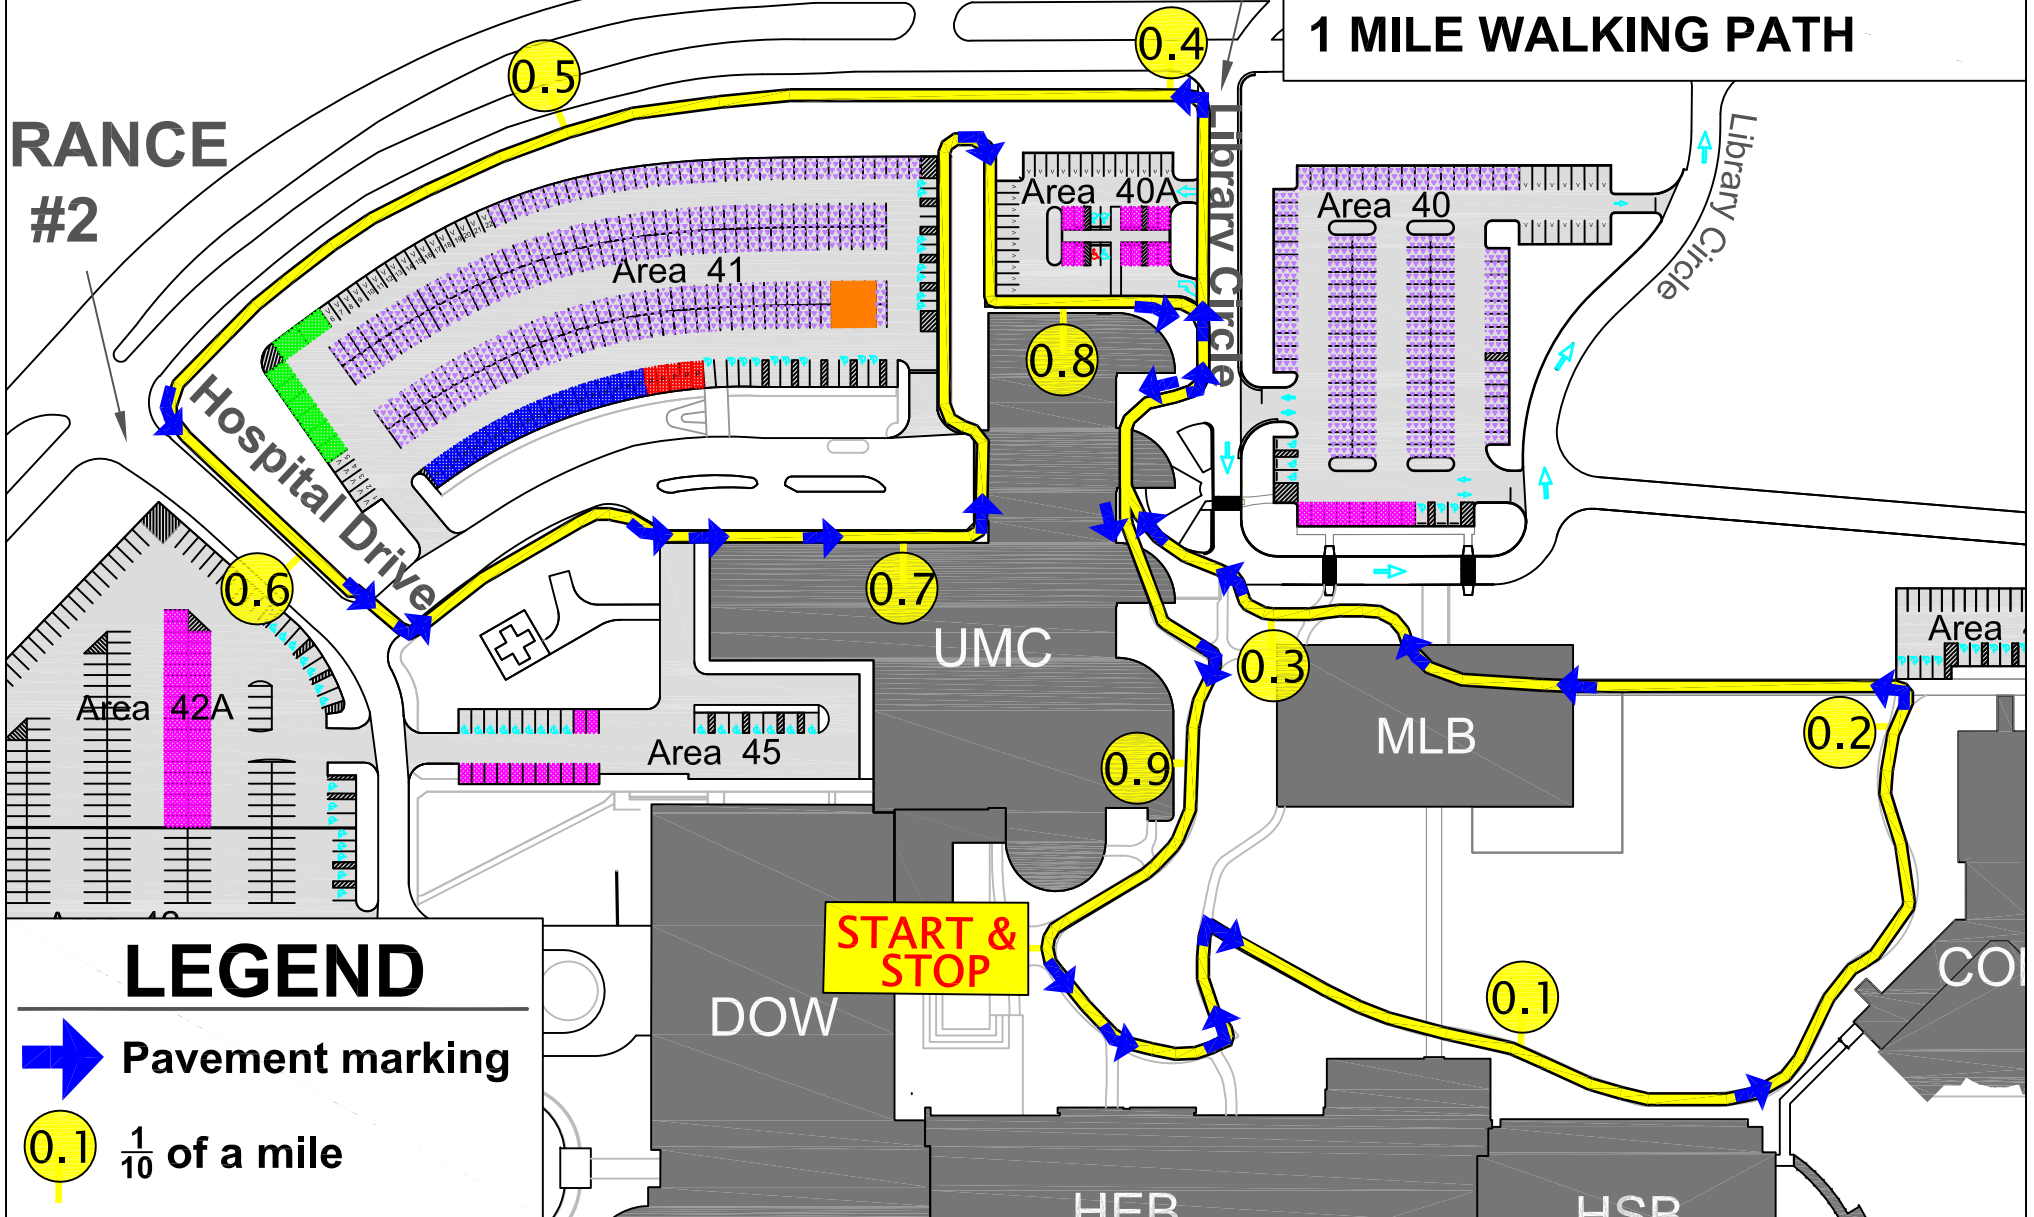 1 MILE WALKING PATH
0.4
0.5
RANCE
#2
Library Circle
Library Circle
Area 40A
Area 40
Area 41
Hospital Drive
0.8
0.6
0.7
UMC
0.3
Area
Area 42A
0.2
MLB
Area 45
0.9
START &
STOP
0.1
DOW
LEGEND
Pavement marking
0.1 1/10 of a mile
HEB
HSB